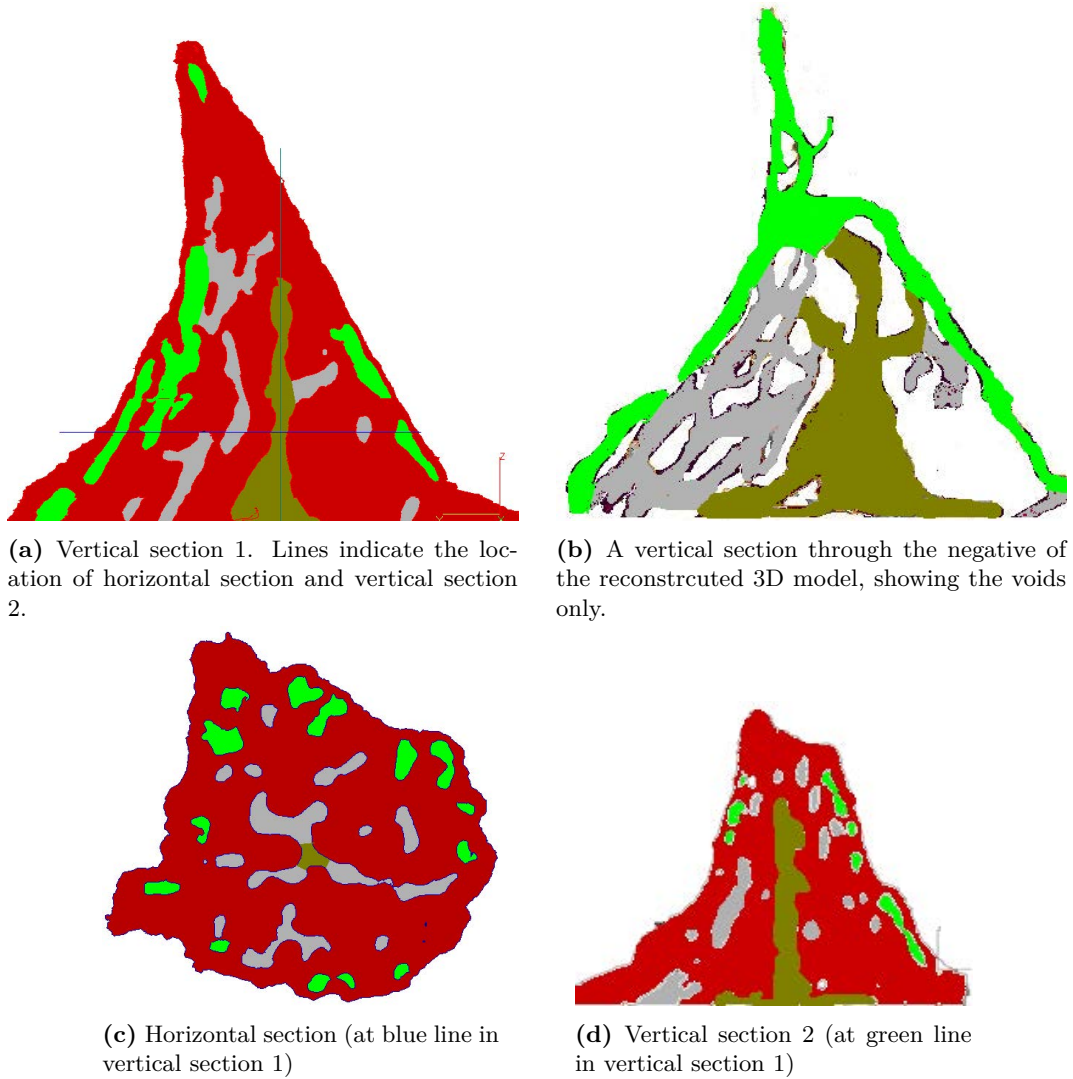 Z
(a) Vertical section 1. Lines indicate the loc-
ation of horizontal section and vertical section
2.
(b) A vertical section through the negative of
the reconstrcuted 3D model, showing the voids
only.
(c) Horizontal section (at blue line in
vertical section 1)
(d) Vertical section 2 (at green line
in vertical section 1)